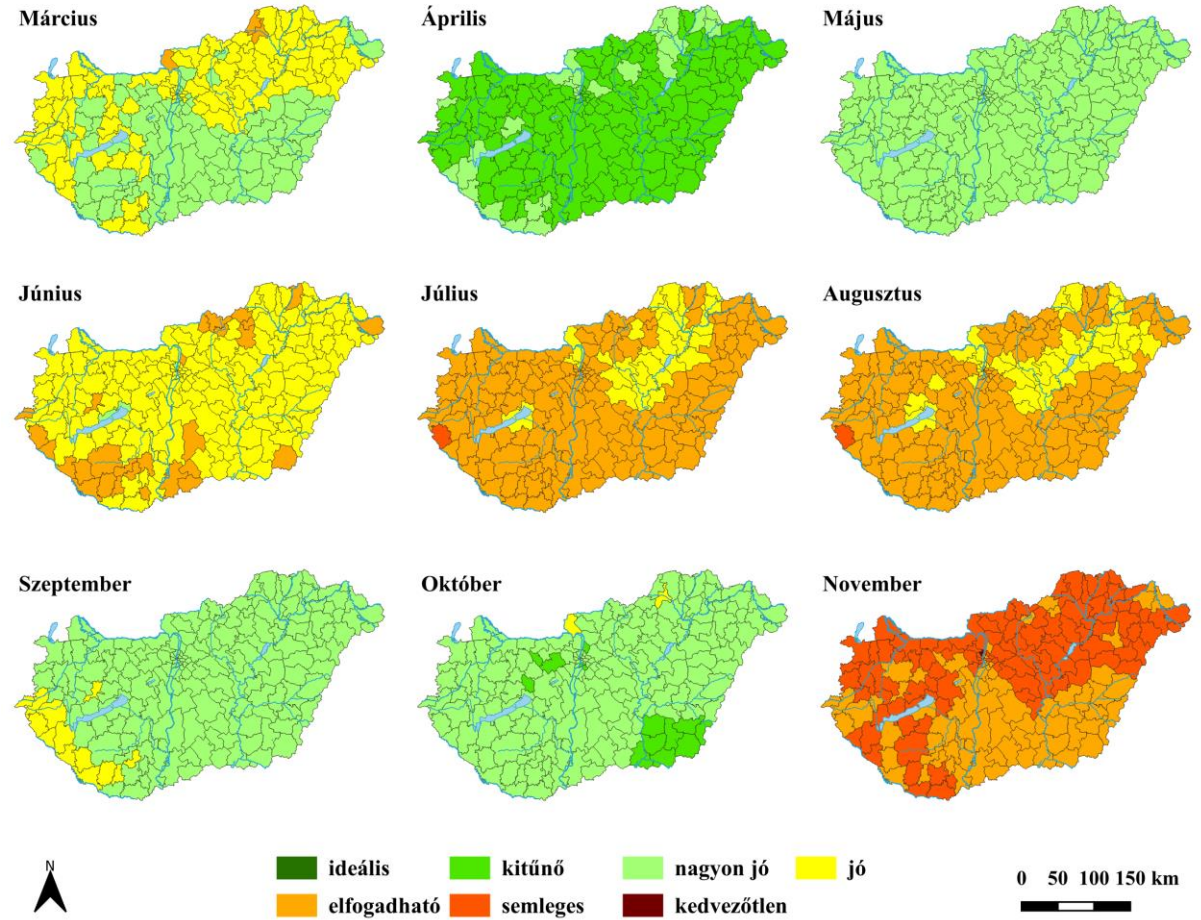 Március
Április
Május
Június
Július
Augusztus
Szeptember
Október
November
N
ideális
kitűnő
nagyon jó
jó
elfogadható
semleges
kedvezőtlen
0 50 100 150 km